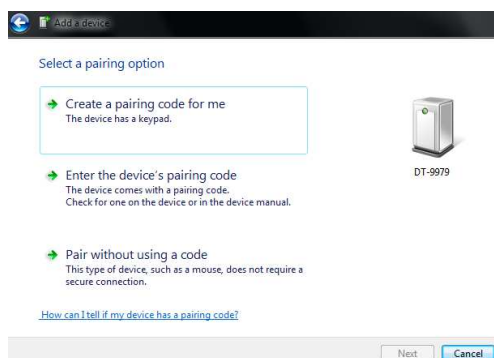 Add a device
Select a pairing option
Create a pairing code for me
The device has a keypad.
Enter the device's pairing code
The device comes with a pairing code.
Check for one on the device or in the device manual.
DT-9979
Pair without using a code
This type of device, such as a mouse, does not require a
secure connection.
How can I tell if my device has a pairing code?
Next
Cancel